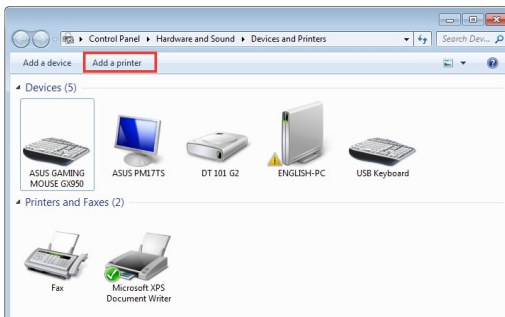 Control Panel ▸ Hardware and Sound ▸ Devices and Printers
Search Dev...
Add a device
Add a printer
Devices (5)
ASUS GAMING
MOUSE GX950
ASUS PM17TS
DT 101 G2
ENGLISH-PC
USB Keyboard
Printers and Faxes (2)
Fax
Microsoft XPS
Document Writer